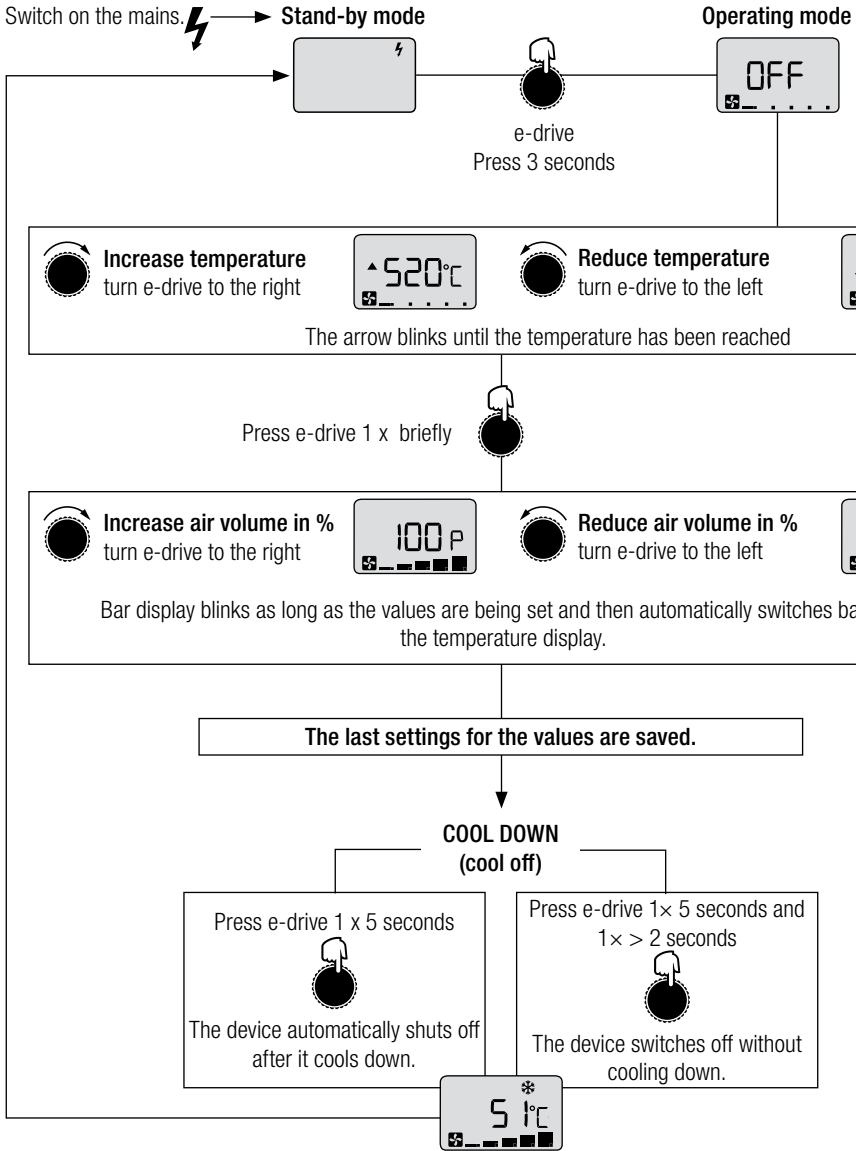 Switch on the mains.
Stand-by mode
Operating mode
OFF
e-drive
Press 3 seconds
Increase temperature
turn e-drive to the right
520°C
Reduce temperature
turn e-drive to the left
The arrow blinks until the temperature has been reached
Press e-drive 1 x briefly
Increase air volume in %
turn e-drive to the right
100 P
Reduce air volume in %
turn e-drive to the left
Bar display blinks as long as the values are being set and then automatically switches
the temperature display.
The last settings for the values are saved.
COOL DOWN
(cool off)
Press e-drive 1 x 5 seconds
The device automatically shuts off
after it cools down.
Press e-drive 1× 5 seconds and
1× > 2 seconds
The device switches off without
cooling down.
51°C